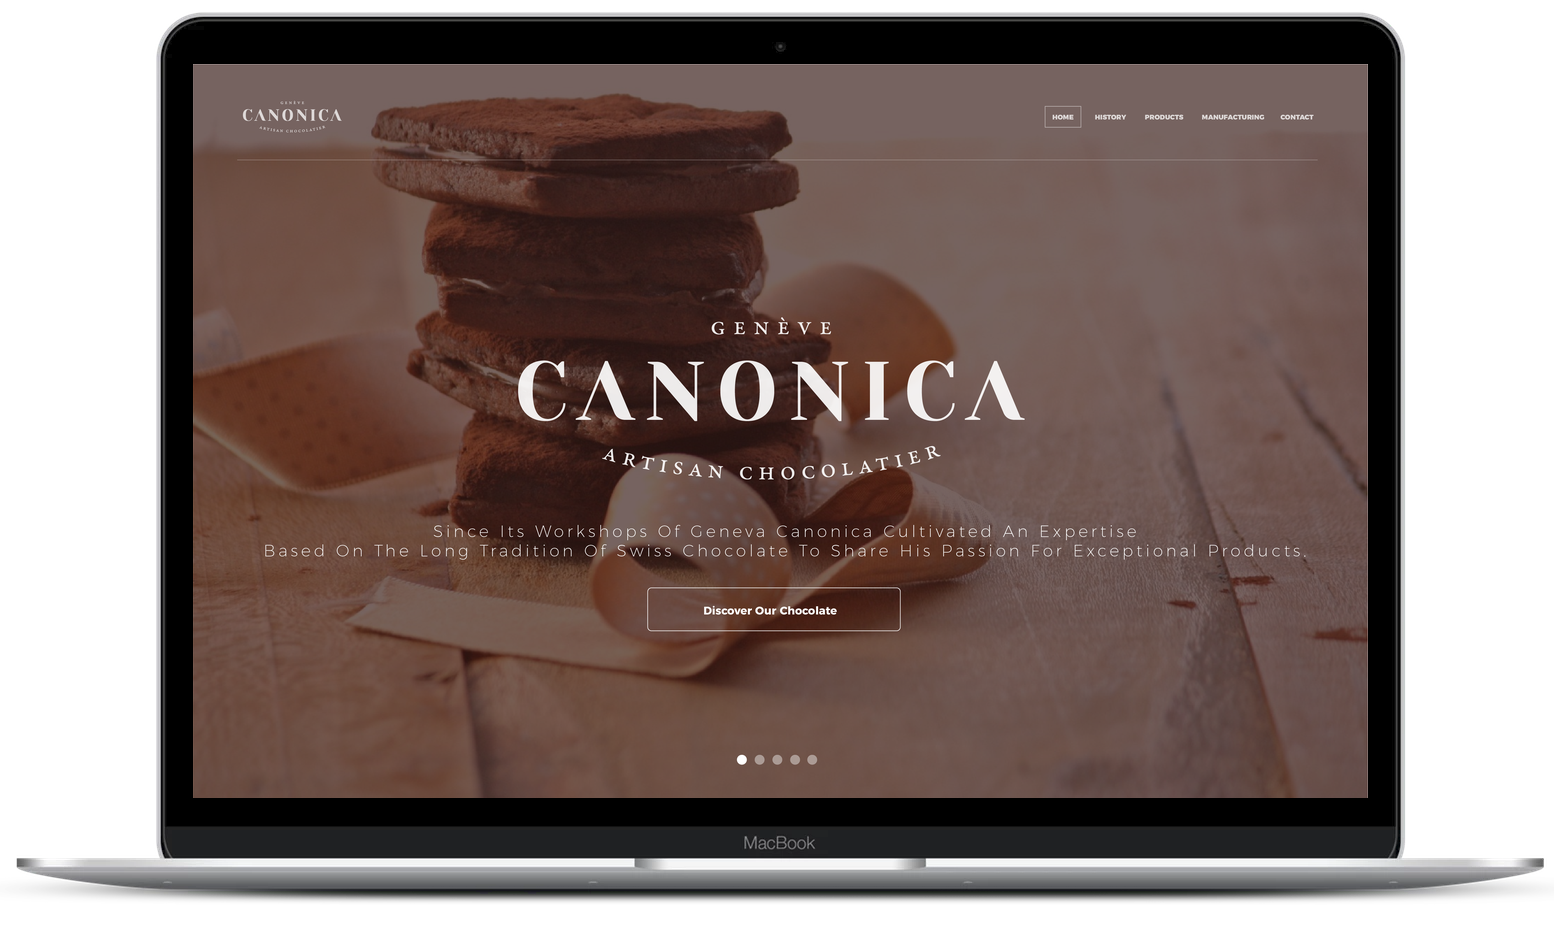 GENÈVE
CANONICA
ARTISAN CHOCOLATIER
HOME HISTORY PRODUCTS MANUFACTURING CONTACT
GENÈVE
CANONICA
ARTISAN CHOCOLATIER
Since Its Workshops Of Geneva Canonica Cultivated An Expertise
Based On The Long Tradition Of Swiss Chocolate To Share His Passion For Exceptional Products.
Discover Our Chocolate
MacBook